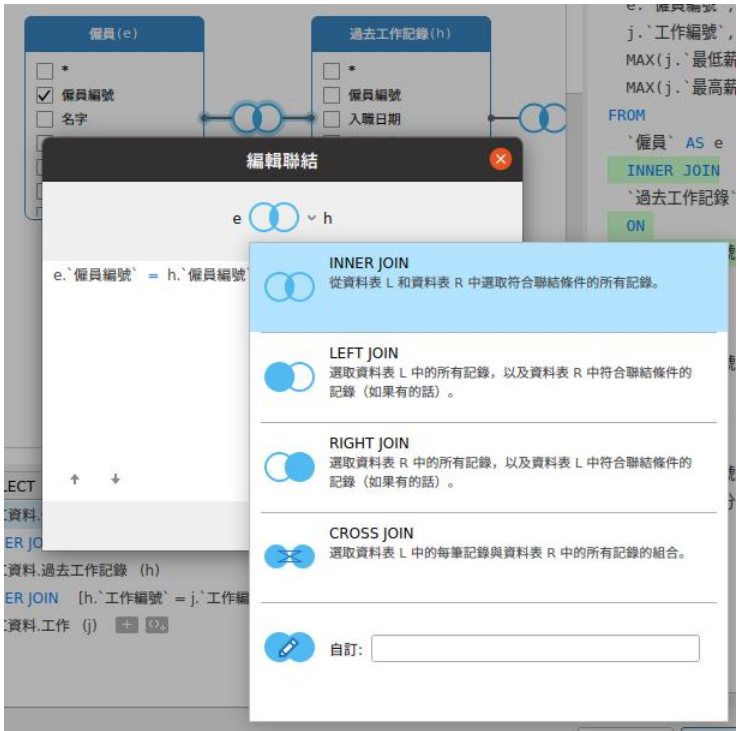 僱員(e)
*
僱員編號
名字
過去工作記錄(h)
*
僱員編號
入職日期
j.`工作編號`,
MAX(j.`最低薪
MAX(j.`最高薪
FROM
`僱員` AS e
INNER JOIN
`過去工作記錄`
ON
編輯聯結
e
h
e.`僱員編號` = h.`僱員編號`
INNER JOIN
從資料表 L 和資料表 R 中選取符合聯結條件的所有記錄。
LEFT JOIN
選取資料表 L 中的所有記錄，以及資料表 R 中符合聯結條件的
記錄（如果有的話）。
RIGHT JOIN
選取資料表 R 中的所有記錄，以及資料表 L 中符合聯結條件的
記錄（如果有的話）。
CROSS JOIN
選取資料表 L 中的每筆記錄與資料表 R 中的所有記錄的組合。
自訂:
LECT
資料.
ER JO
資料.過去工作記錄 (h)
ER JOIN [h.`工作編號` = j.`工作編
資料.工作 (j)